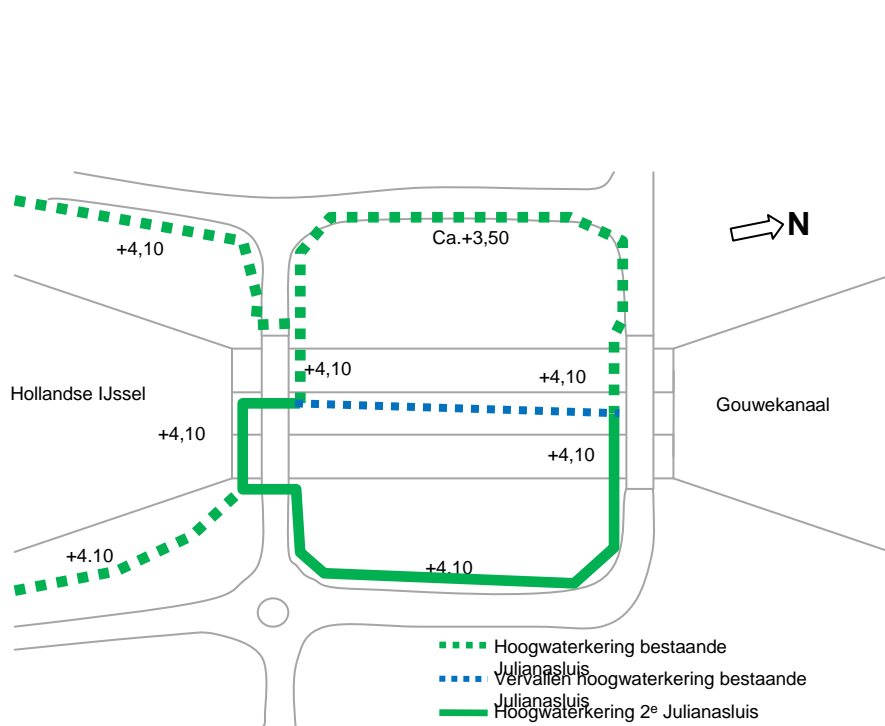 N
Ca.+3,50
+4,10
+4,10
+4,10
Hollandse IJssel
Gouwekanaal
+4,10
+4,10
+4.10
+4.10
Hoogwaterkering bestaande
Julianasluis
Vervallen hoogwaterkering bestaande
Julianasluis
Hoogwaterkering 2ᵉ Julianasluis